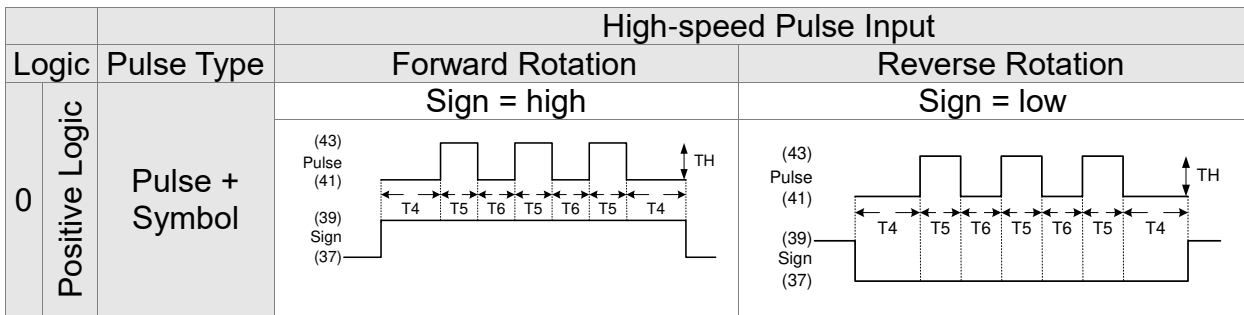 High-speed Pulse Input
Logic Pulse Type Forward Rotation Reverse Rotation
0
Positive Logic
Pulse +
Symbol
Sign = high
(43)
Pulse
(41)
TH
T4 T5 T6 T5 T6 T5 T4
(39)
Sign
(37)
Sign = low
(43)
Pulse
(41)
TH
T4 T5 T6 T5 T6 T5 T4
(39)
Sign
(37)